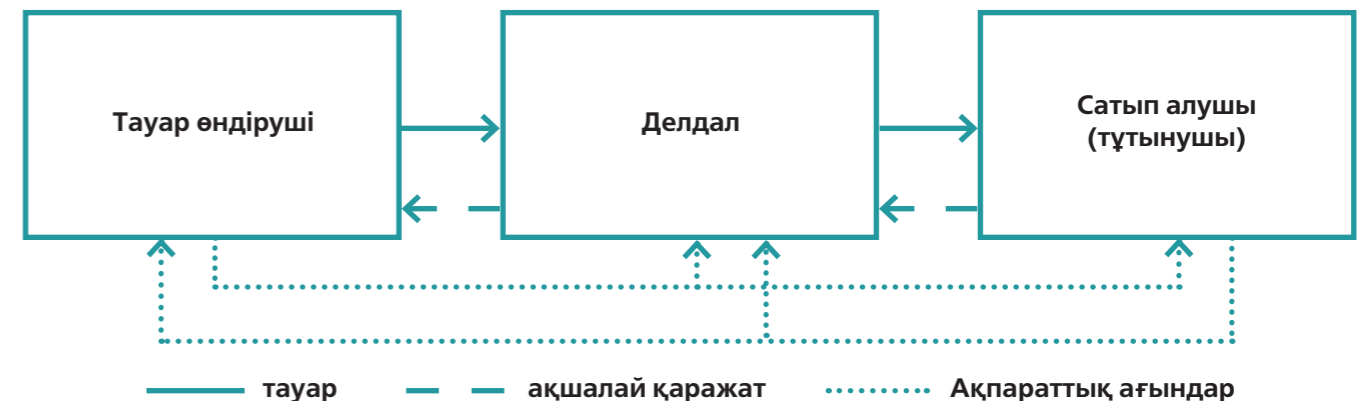 Тауар өндіруші
Делдал
Сатып алушы
(тұтынушы)
тауар
ақшалай қаражат
Ақпараттық ағындар